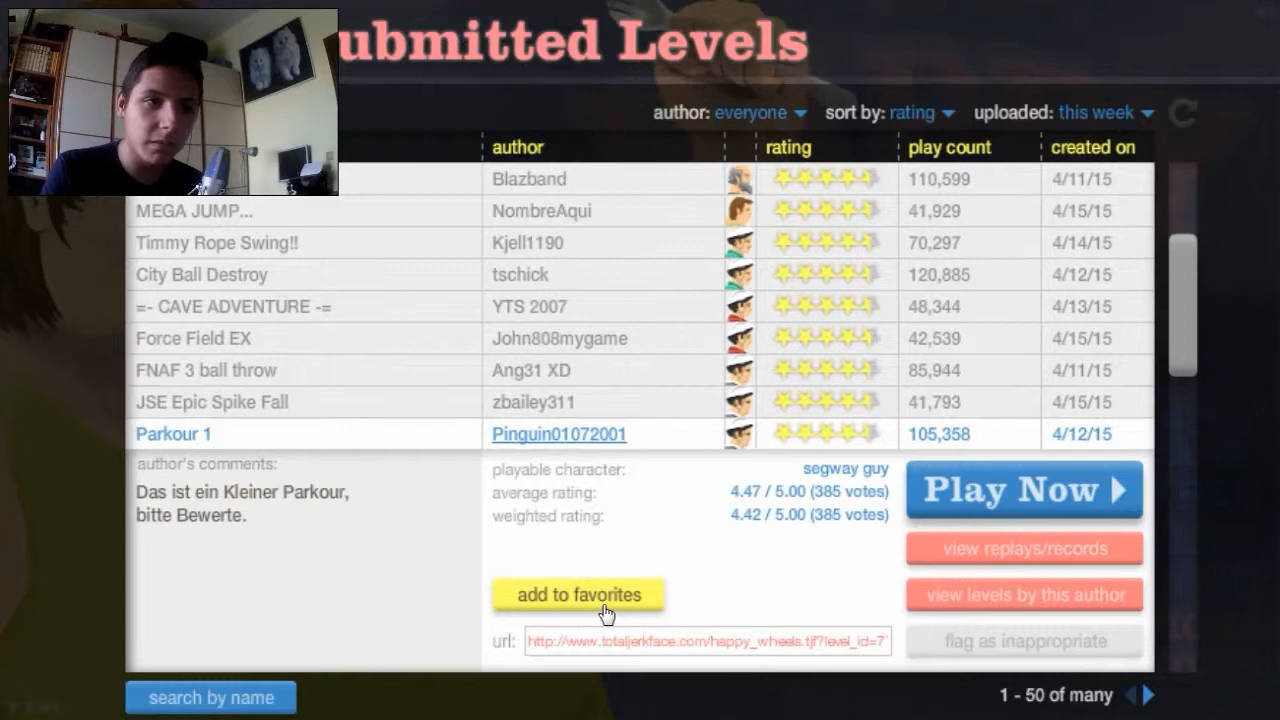 ubmitted Levels
author: everyone sort by: rating uploaded: this week
author rating play count created on
Blazband 110,599 4/11/15
MEGA JUMP... NombreAqui 41,929 4/15/15
Timmy Rope Swing!! Kjell1190 70,297 4/14/15
City Ball Destroy tschick 120,885 4/12/15
=- CAVE ADVENTURE -= YTS 2007 48,344 4/13/15
Force Field EX John808mygame 42,539 4/15/15
FNAF 3 ball throw Ang31 XD 85,944 4/11/15
JSE Epic Spike Fall zbailey311 41,793 4/15/15
Parkour 1 Pinguin01072001 105,358 4/12/15
author's comments:
Das ist ein Kleiner Parkour,
bitte Bewerte.
playable character: segway guy
average rating: 4.47 / 5.00 (385 votes)
weighted rating: 4.42 / 5.00 (385 votes)
add to favorites
url: http://www.totaljerkface.com/happy_wheels.tjf?level_id=7
Play Now
view replays/records
view levels by this author
flag as inappropriate
search by name
1 - 50 of many